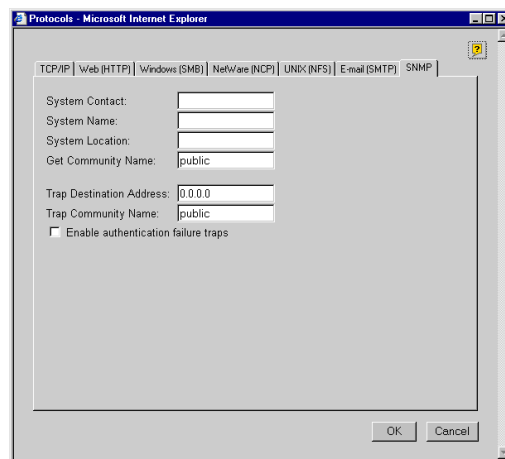 Protocols - Microsoft Internet Explorer
?
TCP/IP Web (HTTP) Windows (SMB) NetWare (NCP) UNIX (NFS) E-mail (SMTP) SNMP
System Contact:
System Name:
System Location:
Get Community Name: public
Trap Destination Address: 0.0.0.0
Trap Community Name: public
Enable authentication failure traps
OK Cancel